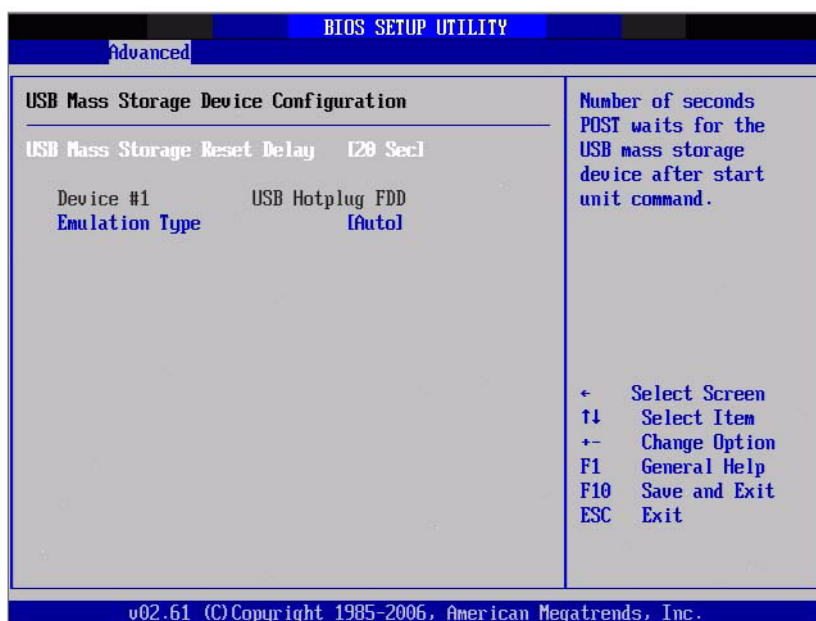 BIOS SETUP UTILITY
Advanced
USB Mass Storage Device Configuration
USB Mass Storage Reset Delay [20 Sec]
Device #1 USB Hotplug FDD
Emulation Type [Auto]
Number of seconds
POST waits for the
USB mass storage
device after start
unit command.
← Select Screen
↑↓ Select Item
+- Change Option
F1 General Help
F10 Save and Exit
ESC Exit
v02.61 (C)Copyright 1985-2006, American Megatrends, Inc.